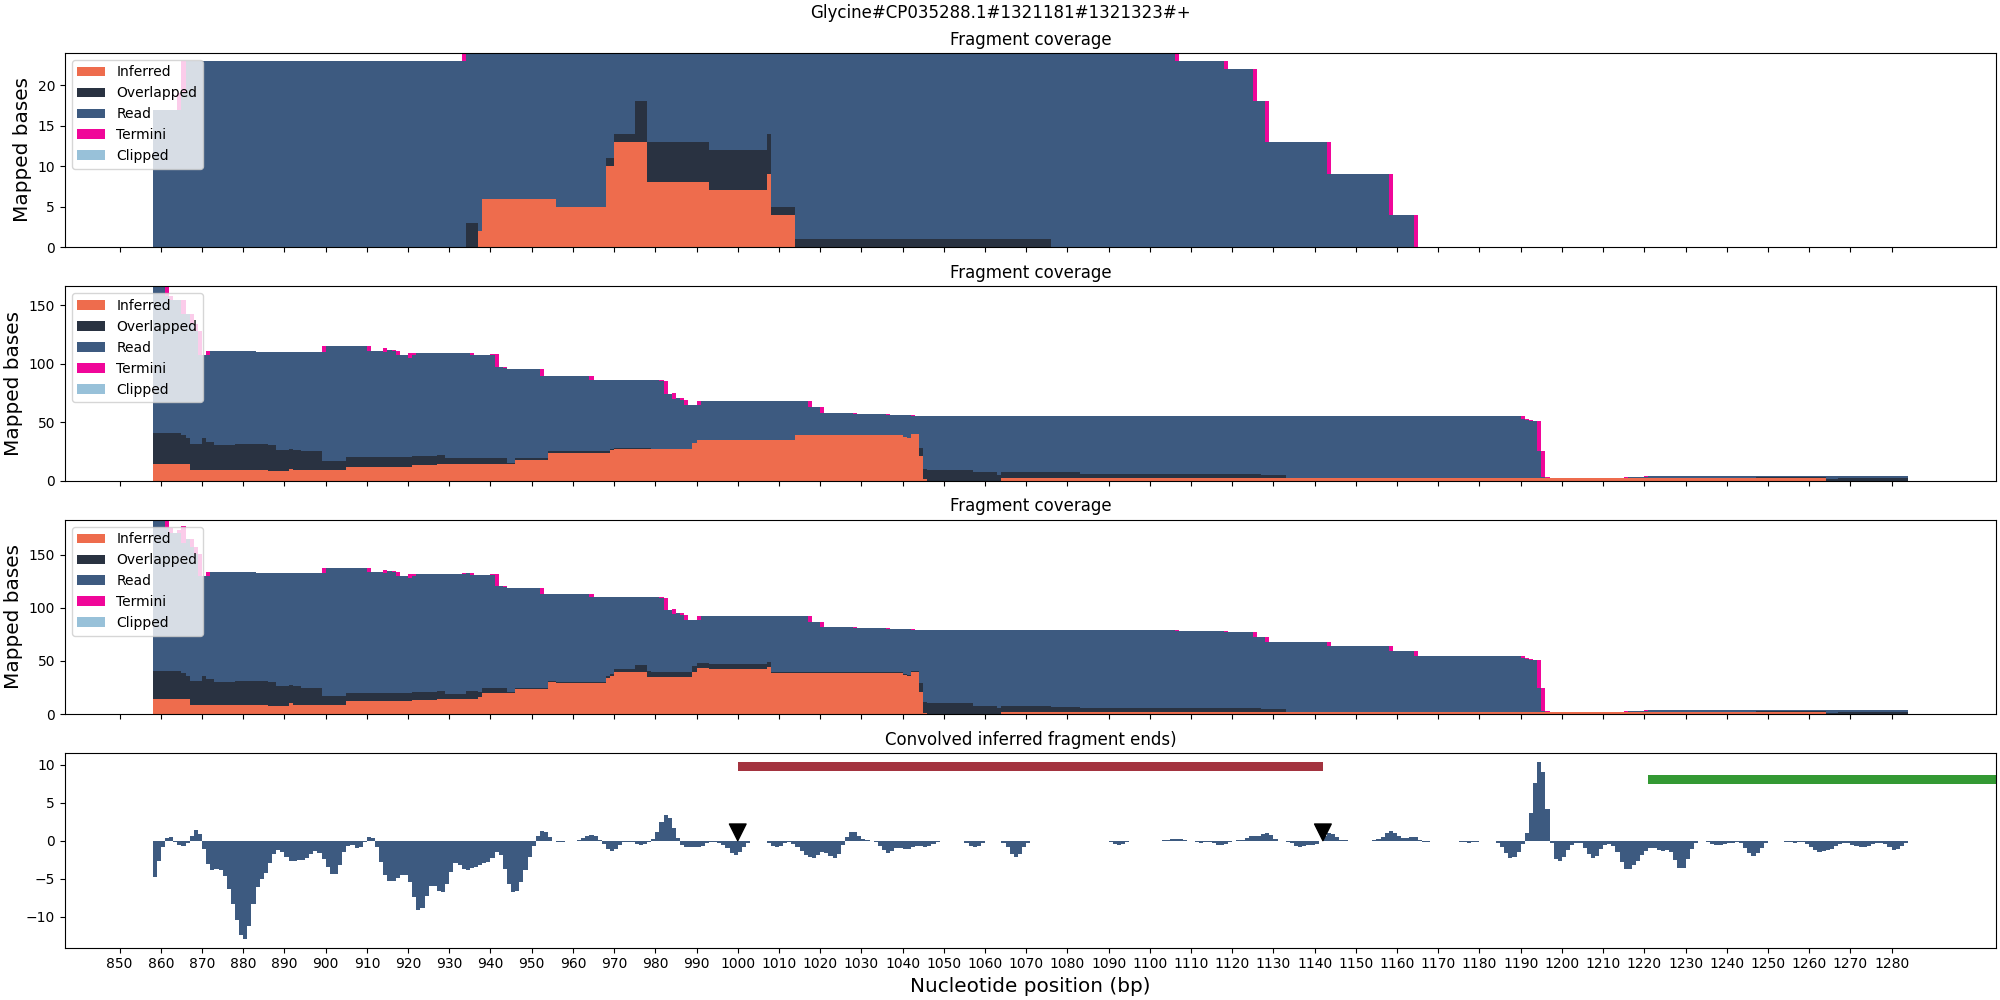 Glycine#CP035288.1#1321181#1321323#+
Fragment coverage
Mapped bases
20
15
10
5
0
Inferred
Overlapped
Read
Termini
Clipped
Fragment coverage
Mapped bases
150
100
50
0
Inferred
Overlapped
Read
Termini
Clipped
Fragment coverage
Mapped bases
150
100
50
0
Inferred
Overlapped
Read
Termini
Clipped
Convolved inferred fragment ends)
10
5
0
−5
−10
850 860 870 880 890 900 910 920 930 940 950 960 970 980 990 1000 1010 1020 1030 1040 1050 1060 1070 1080 1090 1100 1110 1120 1130 1140 1150 1160 1170 1180 1190 1200 1210 1220 1230 1240 1250 1260 1270 1280
Nucleotide position (bp)